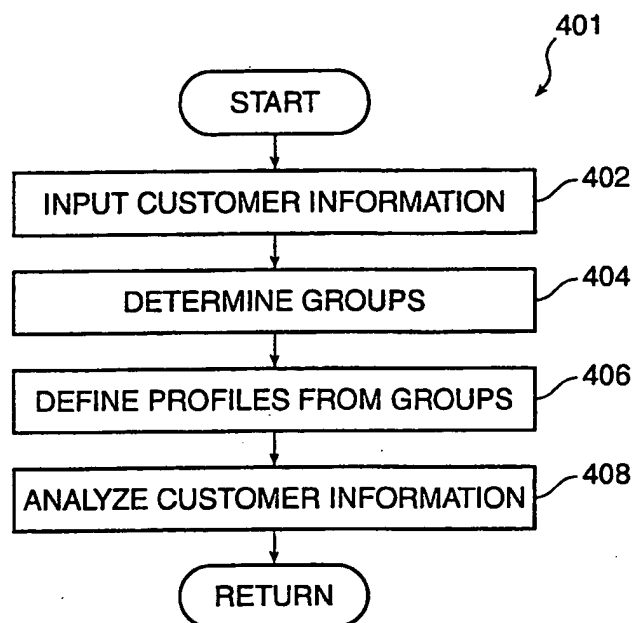 401
START
INPUT CUSTOMER INFORMATION
402
DETERMINE GROUPS
404
DEFINE PROFILES FROM GROUPS
406
ANALYZE CUSTOMER INFORMATION
408
RETURN